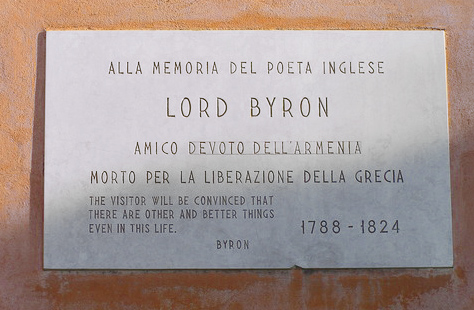 ALLA MEMORIA DEL POETA INGLESE
LORD BYRON
AMICO DEVOTO DELL'ARMENIA
MORTO PER LA LIBERAZIONE DELLA GRECIA
THE VISITOR WILL BE CONVINCED THAT
THERE ARE OTHER AND BETTER THINGS
EVEN IN THIS LIFE.
BYRON
1788 - 1824